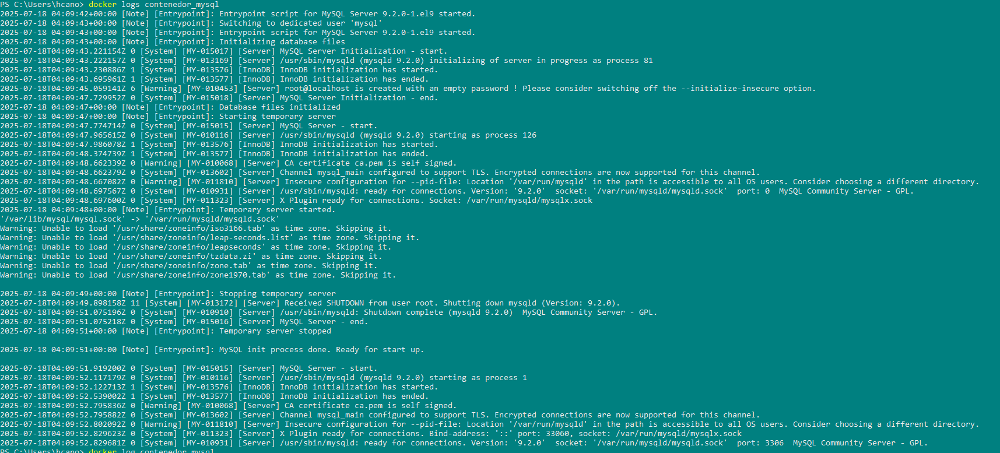 PS C:\Users\hcano> docker logs contenedor_mysql
2025-07-18 04:09:42+00:00 [Note] [Entrypoint]: Entrypoint script for MySQL Server 9.2.0-1.el9 started.
2025-07-18 04:09:43+00:00 [Note] [Entrypoint]: Switching to dedicated user 'mysql'
2025-07-18 04:09:43+00:00 [Note] [Entrypoint]: Entrypoint script for MySQL Server 9.2.0-1.el9 started.
2025-07-18 04:09:43+00:00 [Note] [Entrypoint]: Initializing database files
2025-07-18T04:09:43.221154Z 0 [System] [MY-015017] [Server] MySQL Server Initialization - start.
2025-07-18T04:09:43.222157Z 0 [System] [MY-013169] [Server] /usr/sbin/mysqld (mysqld 9.2.0) initializing of server in progress as process 81
2025-07-18T04:09:43.230886Z 1 [System] [MY-013576] [InnoDB] InnoDB initialization has started.
2025-07-18T04:09:43.695961Z 1 [System] [MY-013577] [InnoDB] InnoDB initialization has ended.
2025-07-18T04:09:45.059141Z 6 [Warning] [MY-010453] [Server] root@localhost is created with an empty password ! Please consider switching off the --initialize-insecure option.
2025-07-18T04:09:47.729952Z 0 [System] [MY-015018] [Server] MySQL Server Initialization - end.
2025-07-18 04:09:47+00:00 [Note] [Entrypoint]: Database files initialized
2025-07-18 04:09:47+00:00 [Note] [Entrypoint]: Starting temporary server
2025-07-18T04:09:47.774714Z 0 [System] [MY-015015] [Server] MySQL Server - start.
2025-07-18T04:09:47.965615Z 0 [System] [MY-010116] [Server] /usr/sbin/mysqld (mysqld 9.2.0) starting as process 126
2025-07-18T04:09:47.986078Z 1 [System] [MY-013576] [InnoDB] InnoDB initialization has started.
2025-07-18T04:09:48.374739Z 1 [System] [MY-013577] [InnoDB] InnoDB initialization has ended.
2025-07-18T04:09:48.662339Z 0 [Warning] [MY-010068] [Server] CA certificate ca.pem is self signed.
2025-07-18T04:09:48.662379Z 0 [System] [MY-013602] [Server] Channel mysql_main configured to support TLS. Encrypted connections are now supported for this channel.
2025-07-18T04:09:48.667082Z 0 [Warning] [MY-011810] [Server] Insecure configuration for --pid-file: Location '/var/run/mysqld' in the path is accessible to all OS users. Consider choosing a different directory.
2025-07-18T04:09:48.697567Z 0 [System] [MY-010931] [Server] /usr/sbin/mysqld: ready for connections. Version: '9.2.0'  socket: '/var/run/mysqld/mysqld.sock'  port: 0  MySQL Community Server - GPL.
2025-07-18T04:09:48.697600Z 0 [System] [MY-011323] [Server] X Plugin ready for connections. Socket: /var/run/mysqld/mysqlx.sock
2025-07-18 04:09:48+00:00 [Note] [Entrypoint]: Temporary server started.
'/var/lib/mysql/mysql.sock' -> '/var/run/mysqld/mysqld.sock'
Warning: Unable to load '/usr/share/zoneinfo/iso3166.tab' as time zone. Skipping it.
Warning: Unable to load '/usr/share/zoneinfo/leap-seconds.list' as time zone. Skipping it.
Warning: Unable to load '/usr/share/zoneinfo/leapseconds' as time zone. Skipping it.
Warning: Unable to load '/usr/share/zoneinfo/tzdata.zi' as time zone. Skipping it.
Warning: Unable to load '/usr/share/zoneinfo/zone.tab' as time zone. Skipping it.
Warning: Unable to load '/usr/share/zoneinfo/zone1970.tab' as time zone. Skipping it.
2025-07-18 04:09:49+00:00 [Note] [Entrypoint]: Stopping temporary server
2025-07-18T04:09:49.898158Z 11 [System] [MY-013172] [Server] Received SHUTDOWN from user root. Shutting down mysqld (Version: 9.2.0).
2025-07-18T04:09:51.075196Z 0 [System] [MY-010910] [Server] /usr/sbin/mysqld: Shutdown complete (mysqld 9.2.0)  MySQL Community Server - GPL.
2025-07-18T04:09:51.075218Z 0 [System] [MY-015016] [Server] MySQL Server - end.
2025-07-18 04:09:51+00:00 [Note] [Entrypoint]: Temporary server stopped
2025-07-18 04:09:51+00:00 [Note] [Entrypoint]: MySQL init process done. Ready for start up.
2025-07-18T04:09:51.919200Z 0 [System] [MY-015015] [Server] MySQL Server - start.
2025-07-18T04:09:52.117179Z 0 [System] [MY-010116] [Server] /usr/sbin/mysqld (mysqld 9.2.0) starting as process 1
2025-07-18T04:09:52.122713Z 1 [System] [MY-013576] [InnoDB] InnoDB initialization has started.
2025-07-18T04:09:52.539002Z 1 [System] [MY-013577] [InnoDB] InnoDB initialization has ended.
2025-07-18T04:09:52.795836Z 0 [Warning] [MY-010068] [Server] CA certificate ca.pem is self signed.
2025-07-18T04:09:52.795882Z 0 [System] [MY-013602] [Server] Channel mysql_main configured to support TLS. Encrypted connections are now supported for this channel.
2025-07-18T04:09:52.802092Z 0 [Warning] [MY-011810] [Server] Insecure configuration for --pid-file: Location '/var/run/mysqld' in the path is accessible to all OS users. Consider choosing a different directory.
2025-07-18T04:09:52.829623Z 0 [System] [MY-011323] [Server] X Plugin ready for connections. Bind-address: '::' port: 33060, socket: /var/run/mysqld/mysqlx.sock
2025-07-18T04:09:52.829681Z 0 [System] [MY-010931] [Server] /usr/sbin/mysqld: ready for connections. Version: '9.2.0'  socket: '/var/run/mysqld/mysqld.sock'  port: 3306  MySQL Community Server - GPL.
PS C:\Users\hcano> docker log contenedor_mysql